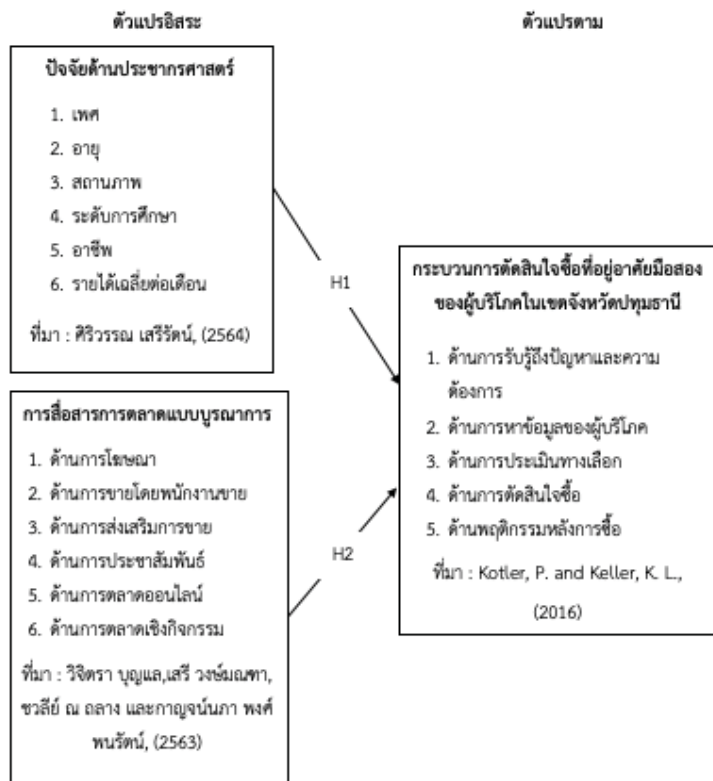 ตัวแปรอิสระ
ตัวแปรตาม
ปัจจัยด้านประชากรศาสตร์
1. เพศ
2. อายุ
3. สถานภาพ
4. ระดับการศึกษา
5. อาชีพ
6. รายได้เฉลี่ยต่อเดือน
ที่มา : ศิริวรรณ เสรีรัตน์, (2564)
H1
การสื่อสารการตลาดแบบบูรณาการ
1. ด้านการโฆษณา
2. ด้านการขายโดยพนักงานขาย
3. ด้านการส่งเสริมการขาย
4. ด้านการประชาสัมพันธ์
5. ด้านการตลาดออนไลน์
6. ด้านการตลาดเชิงกิจกรรม
ที่มา : วิจิตรา บุญแล,เสรี วงษ์มณฑา,
ชวลีย์ ณ ถลาง และกาญจน์นภา พงศ์
พนรัตน์, (2563)
H2
กระบวนการตัดสินใจซื้อที่อยู่อาศัยมือสอง
ของผู้บริโภคในเขตจังหวัดปทุมธานี
1. ด้านการรับรู้ถึงปัญหาและความ
ต้องการ
2. ด้านการหาข้อมูลของผู้บริโภค
3. ด้านการประเมินทางเลือก
4. ด้านการตัดสินใจซื้อ
5. ด้านพฤติกรรมหลังการซื้อ
ที่มา : Kotler, P. and Keller, K. L.,
(2016)